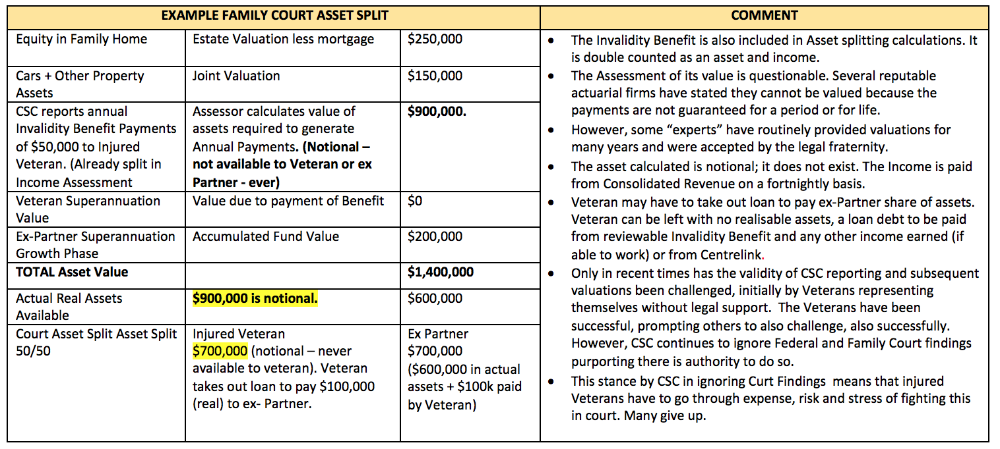 EXAMPLE FAMILY COURT ASSET SPLIT
COMMENT
Equity in Family Home
Estate Valuation less mortgage
$250,000
Cars + Other Property
Assets
Joint Valuation
$150,000
CSC reports annual
Invalidity Benefit Payments
of $50,000 to Injured
Veteran. (Already split in
Income Assessment
Assessor calculates value of
assets required to generate
Annual Payments. (Notional –
not available to Veteran or ex
Partner - ever)
$900,000.
Veteran Superannuation
Value
Value due to payment of Benefit
$0
Ex-Partner Superannuation
Growth Phase
Accumulated Fund Value
$200,000
TOTAL Asset Value
$1,400,000
Actual Real Assets
Available
$900,000 is notional.
$600,000
Court Asset Split Asset Split
50/50
Injured Veteran
$700,000 (notional – never
available to veteran). Veteran
takes out loan to pay $100,000
(real) to ex- Partner.
Ex Partner
$700,000
($600,000 in actual
assets + $100k paid
by Veteran)
• The Invalidity Benefit is also included in Asset splitting calculations. It
is double counted as an asset and income.
• The Assessment of its value is questionable. Several reputable
actuarial firms have stated they cannot be valued because the
payments are not guaranteed for a period or for life.
• However, some “experts” have routinely provided valuations for
many years and were accepted by the legal fraternity.
• The asset calculated is notional; it does not exist. The Income is paid
from Consolidated Revenue on a fortnightly basis.
• Veteran may have to take out loan to pay ex-Partner share of assets.
Veteran can be left with no realisable assets, a loan debt to be paid
from reviewable Invalidity Benefit and any other income earned (if
able to work) or from Centrelink.
• Only in recent times has the validity of CSC reporting and subsequent
valuations been challenged, initially by Veterans representing
themselves without legal support. The Veterans have been
successful, prompting others to also challenge, also successfully.
However, CSC continues to ignore Federal and Family Court findings
purporting there is authority to do so.
• This stance by CSC in ignoring Curt Findings means that injured
Veterans have to go through expense, risk and stress of fighting this
in court. Many give up.